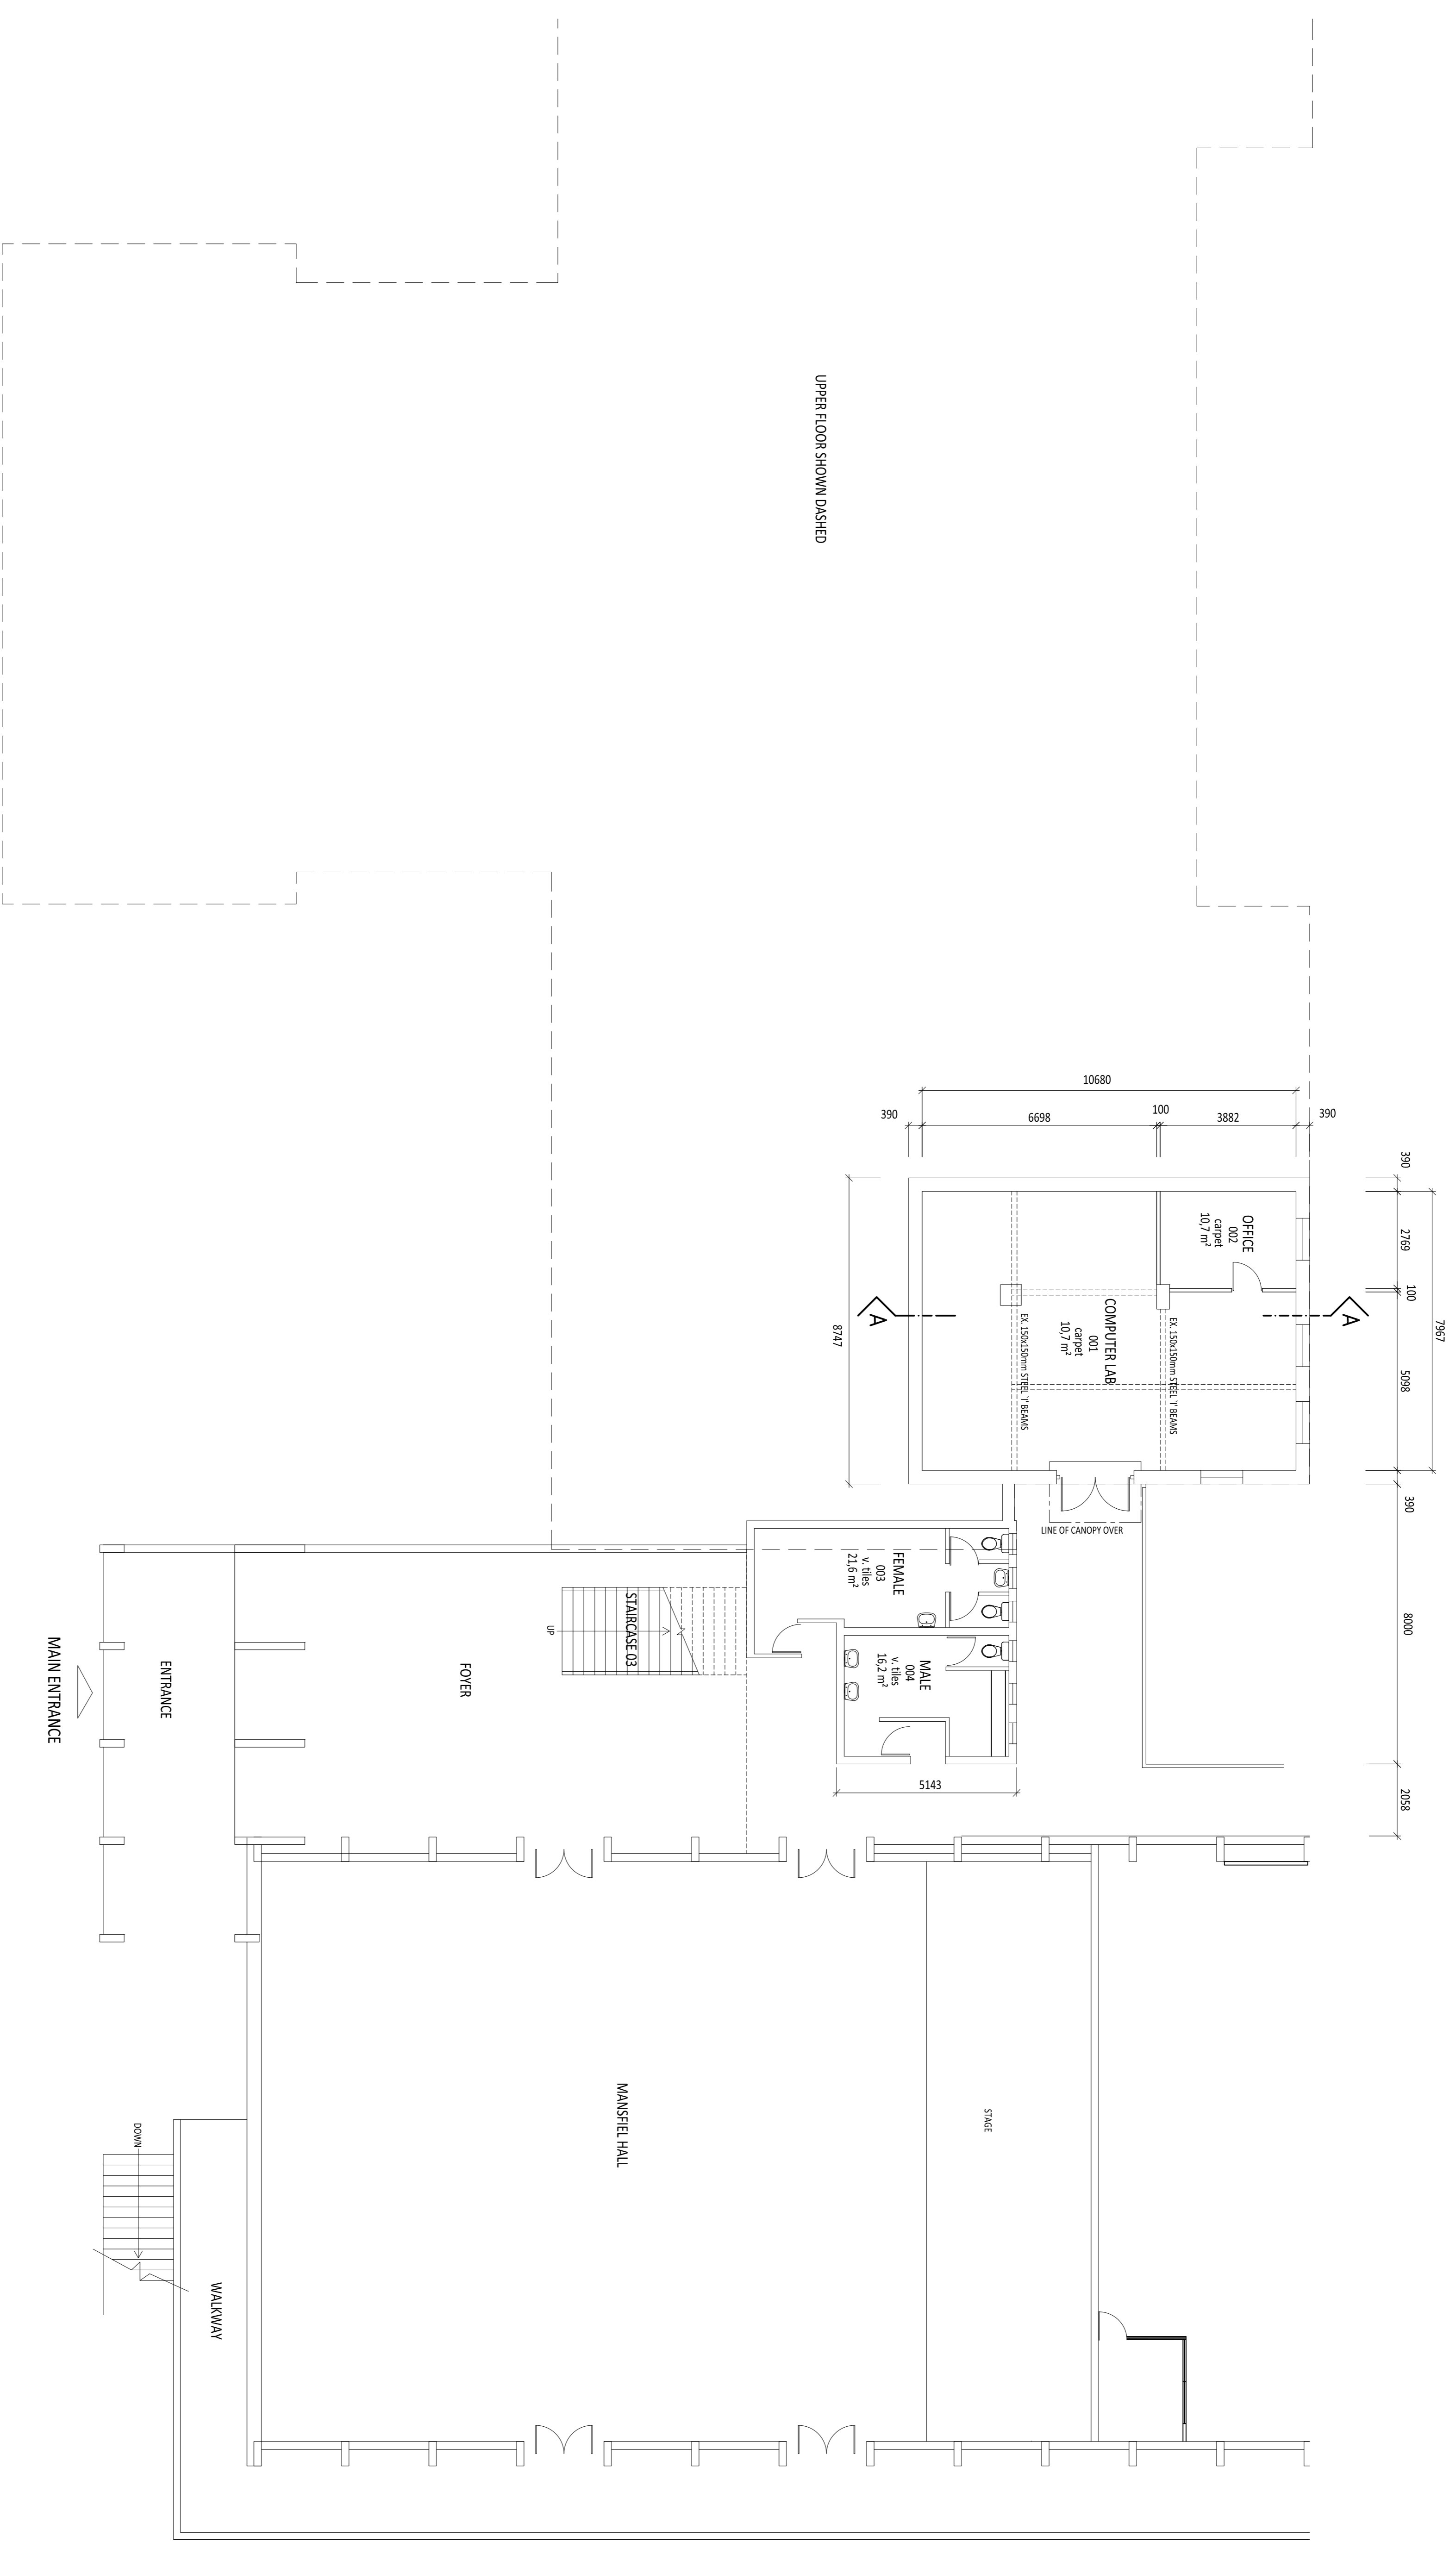 UPPER FLOOR SHOWN DASHED
10680
390
6698
100
3882
390
390
2769
100
7967
5098
390
8000
2058
8747
OFFICE
002
carpet
10,7 m²
COMPUTER LAB
001
carpet
10,7 m²
EX. 150x150mm STEEL 'I' BEAMS
EX. 150x150mm STEEL 'I' BEAMS
A
A
LINE OF CANOPY OVER
FEMALE
003
v. tiles
21,6 m²
MALE
004
v. tiles
16,2 m²
5143
STAIRCASE 03
UP
FOYER
ENTRANCE
MAIN ENTRANCE
MANSFIEL HALL
STAGE
DOWN
WALKWAY